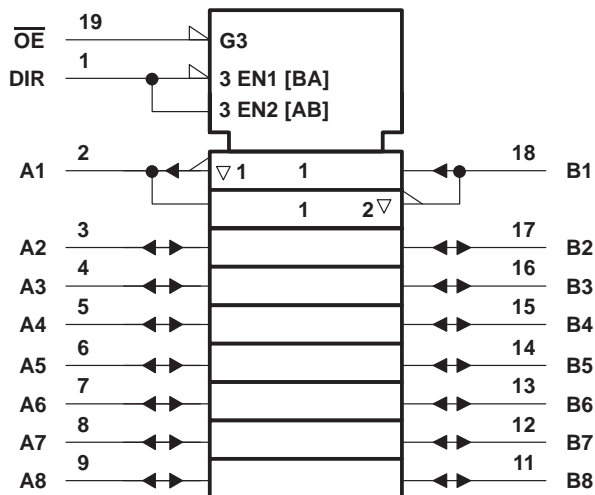 19
OE
G3
1
DIR
3 EN1 [BA]
3 EN2 [AB]
2
18
A1
▽ 1
1
B1
1
2 ▽
3
17
A2
B2
4
16
A3
B3
5
15
A4
B4
6
14
A5
B5
7
13
A6
B6
8
12
A7
B7
9
11
A8
B8